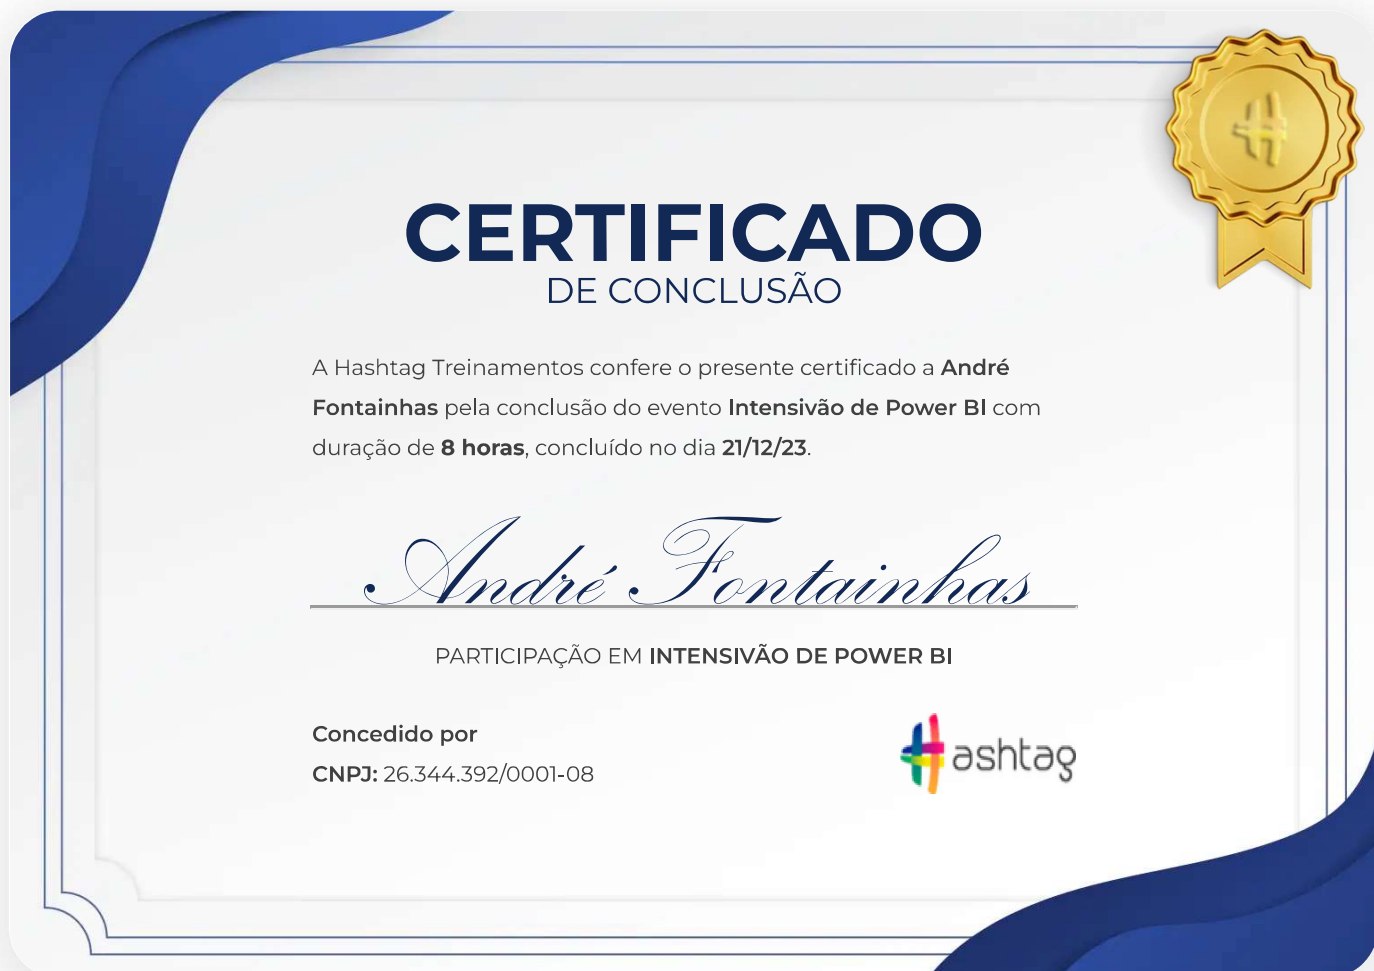 CERTIFICADO
DE CONCLUSÃO
A Hashtag Treinamentos confere o presente certificado a André
Fontainhas pela conclusão do evento Intensivão de Power BI com
duração de 8 horas, concluído no dia 21/12/23.
André Fontainhas
PARTICIPAÇÃO EM INTENSIVÃO DE POWER BI
Concedido por
CNPJ: 26.344.392/0001-08
ashtag